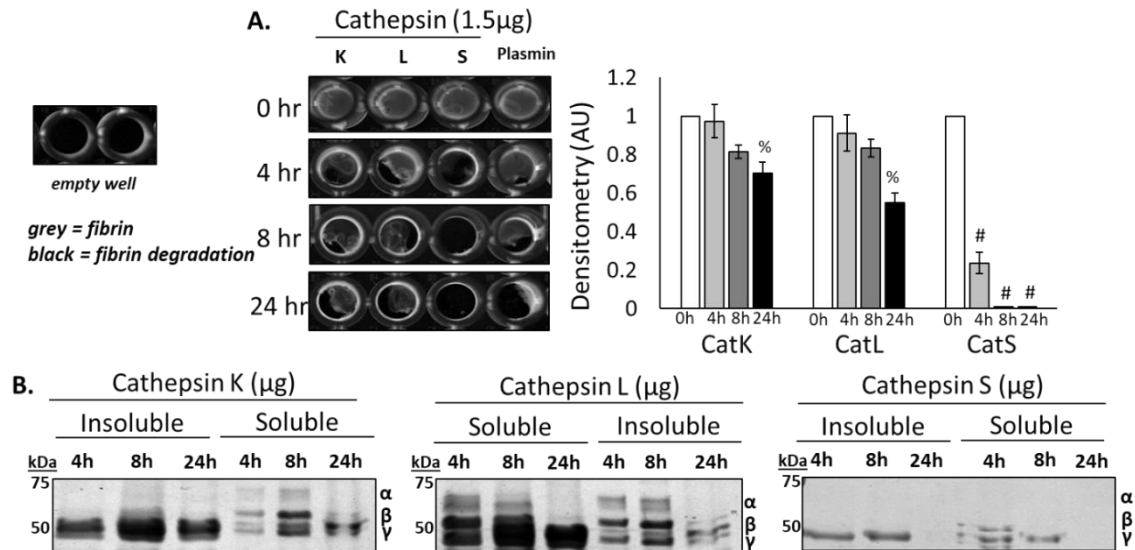 A.
Cathepsin (1.5µg)
K L S Plasmin
0 hr
4 hr
8 hr
24 hr
empty well
grey = fibrin
black = fibrin degradation
Densitometry (AU)
1.2
1
0.8
0.6
0.4
0.2
0
% % # # #
0h 4h 8h 24h 0h 4h 8h 24h 0h 4h 8h 24h
CatK CatL CatS
B.
Cathepsin K (µg)
Insoluble Soluble
kDa 4h 8h 24h 4h 8h 24h
75
50
α
β
γ
Cathepsin L (µg)
Soluble Insoluble
kDa 4h 8h 24h 4h 8h 24h
75
50
α
β
γ
Cathepsin S (µg)
Insoluble Soluble
kDa 4h 8h 24h 4h 8h 24h
75
50
α
β
γ